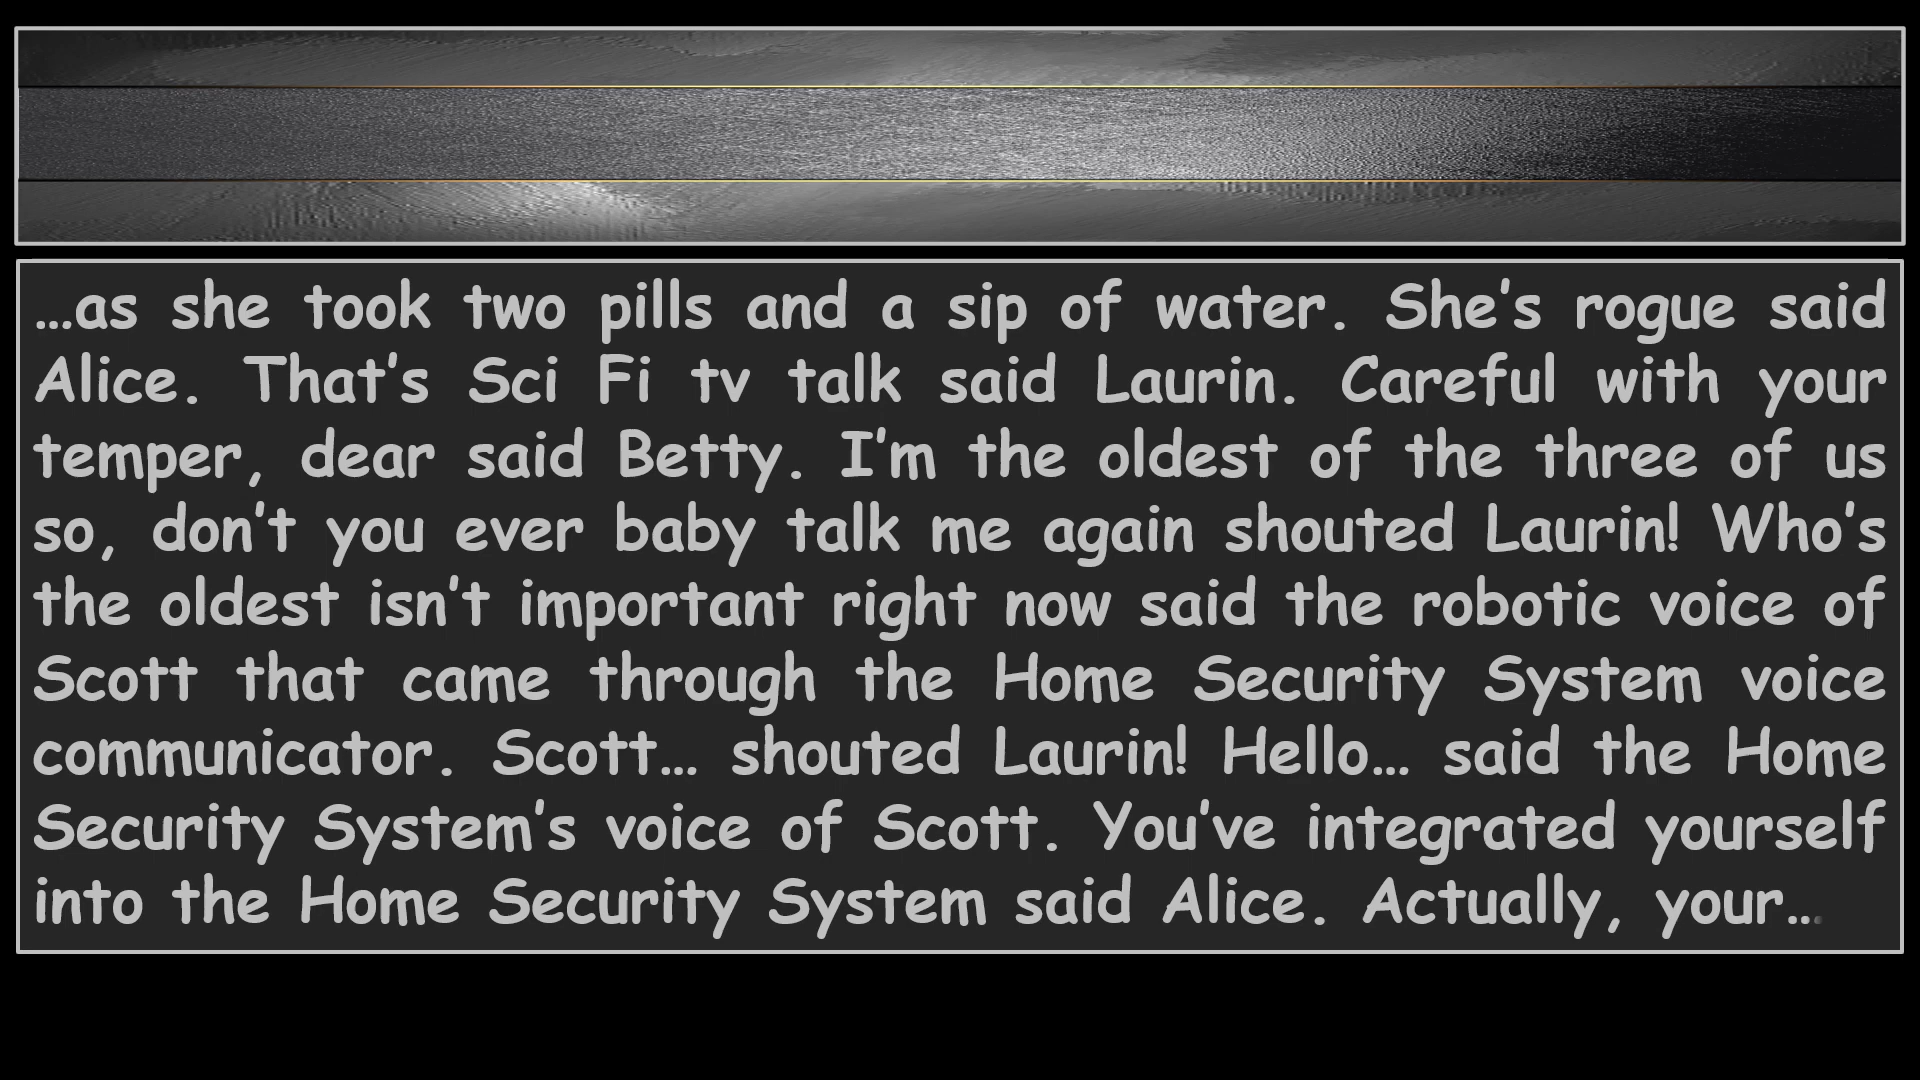 …as she took two pills and a sip of water. She's rogue said
Alice. That's Sci Fi tv talk said Laurin. Careful with your
temper, dear said Betty. I'm the oldest of the three of us
so, don't you ever baby talk me again shouted Laurin! Who's
the oldest isn't important right now said the robotic voice of
Scott that came through the Home Security System voice
communicator. Scott… shouted Laurin! Hello… said the Home
Security System's voice of Scott. You've integrated yourself
into the Home Security System said Alice. Actually, your…